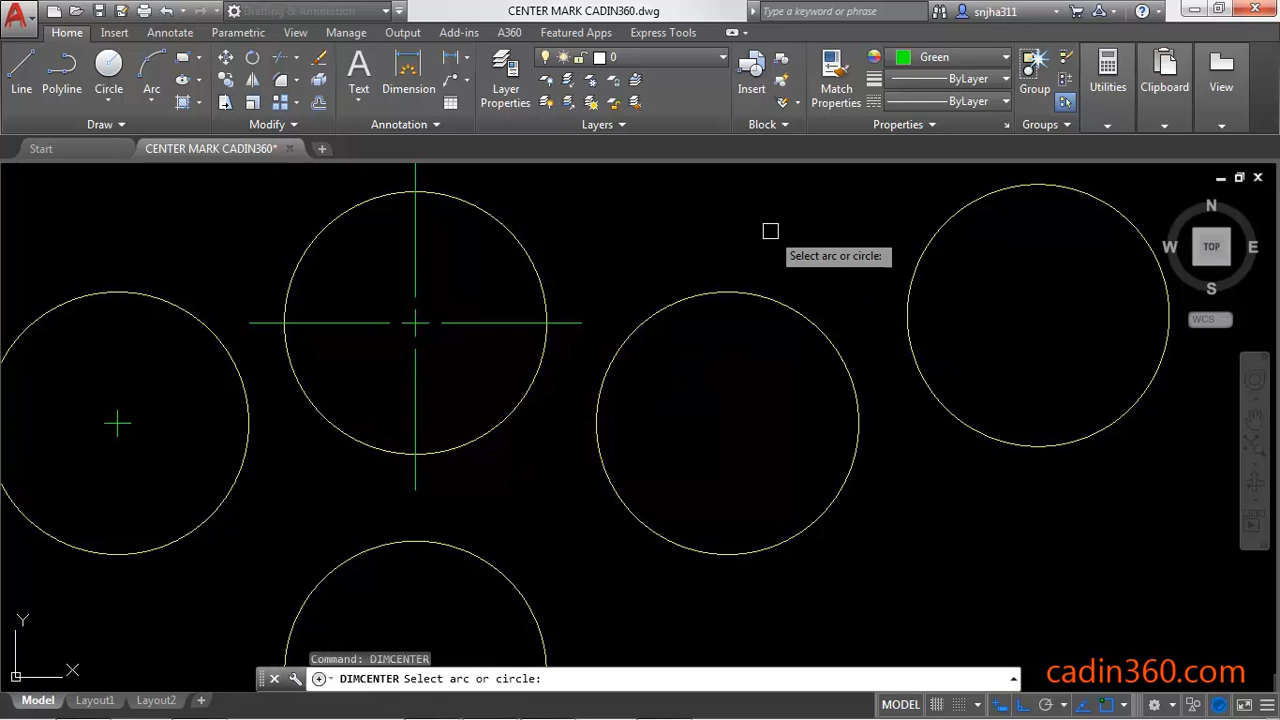 Drafting & Annotation
CENTER MARK CADIN360.dwg
Type a keyword or phrase
snjha311
Home
Insert
Annotate
Parametric
View
Manage
Output
Add-ins
A360
Featured Apps
Express Tools
Line
Polyline
Circle
Arc
Text
Dimension
Layer
Properties
0
Insert
Match
Properties
Green
ByLayer
ByLayer
Group
Utilities
Clipboard
View
Draw
Modify
Annotation
Layers
Block
Properties
Groups
Start
CENTER MARK CADIN360*
N
W
TOP
E
S
WCS
Select arc or circle:
Y
X
Command: DIMCENTER
DIMCENTER Select arc or circle:
cadin360.com
Model
Layout1
Layout2
MODEL